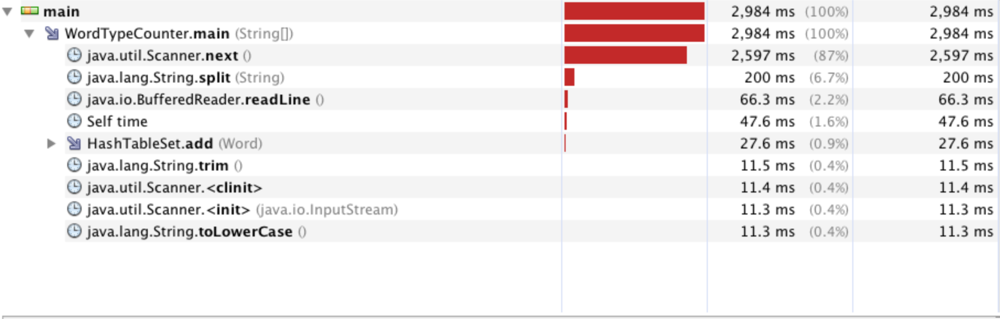 main 2,984 ms (100%) 2,984 ms
WordTypeCounter.main (String[]) 2,984 ms (100%) 2,984 ms
java.util.Scanner.next () 2,597 ms (87%) 2,597 ms
java.lang.String.split (String) 200 ms (6.7%) 200 ms
java.io.BufferedReader.readLine () 66.3 ms (2.2%) 66.3 ms
Self time 47.6 ms (1.6%) 47.6 ms
HashTableSet.add (Word) 27.6 ms (0.9%) 27.6 ms
java.lang.String.trim () 11.5 ms (0.4%) 11.5 ms
java.util.Scanner.<clinit> 11.4 ms (0.4%) 11.4 ms
java.util.Scanner.<init> (java.io.InputStream) 11.3 ms (0.4%) 11.3 ms
java.lang.String.toLowerCase () 11.3 ms (0.4%) 11.3 ms